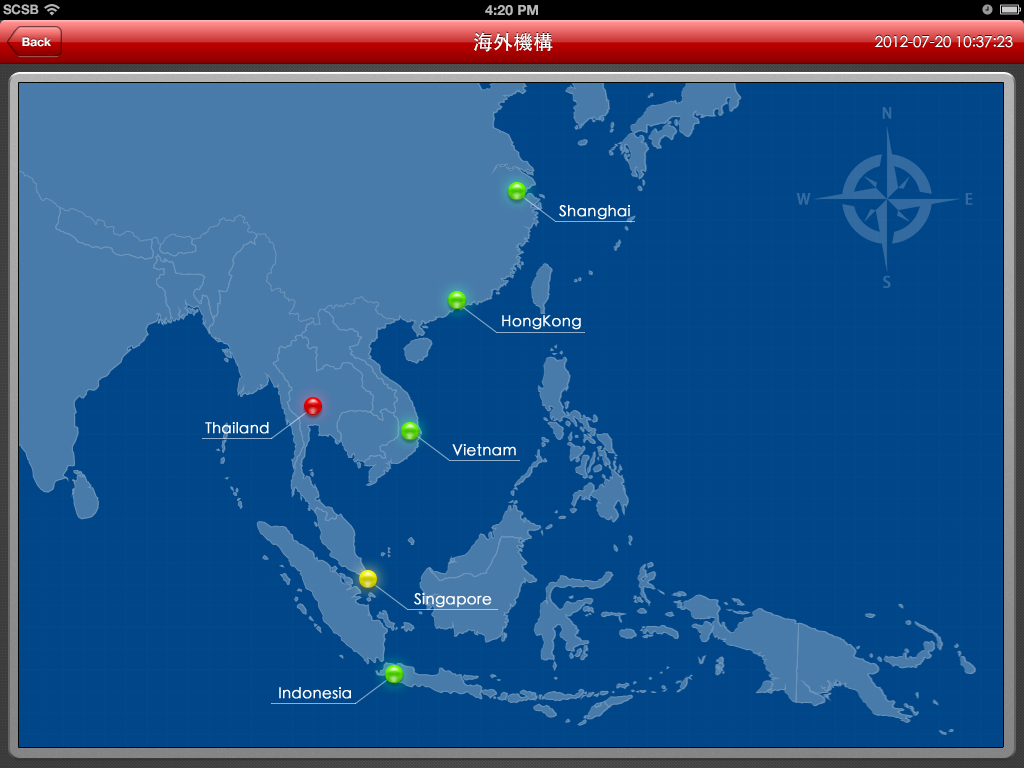 SCSB 4:20 PM
Back 海外機構 2012-07-20 10:37:23
N
W E
S
Shanghai
HongKong
Thailand
Vietnam
Singapore
Indonesia